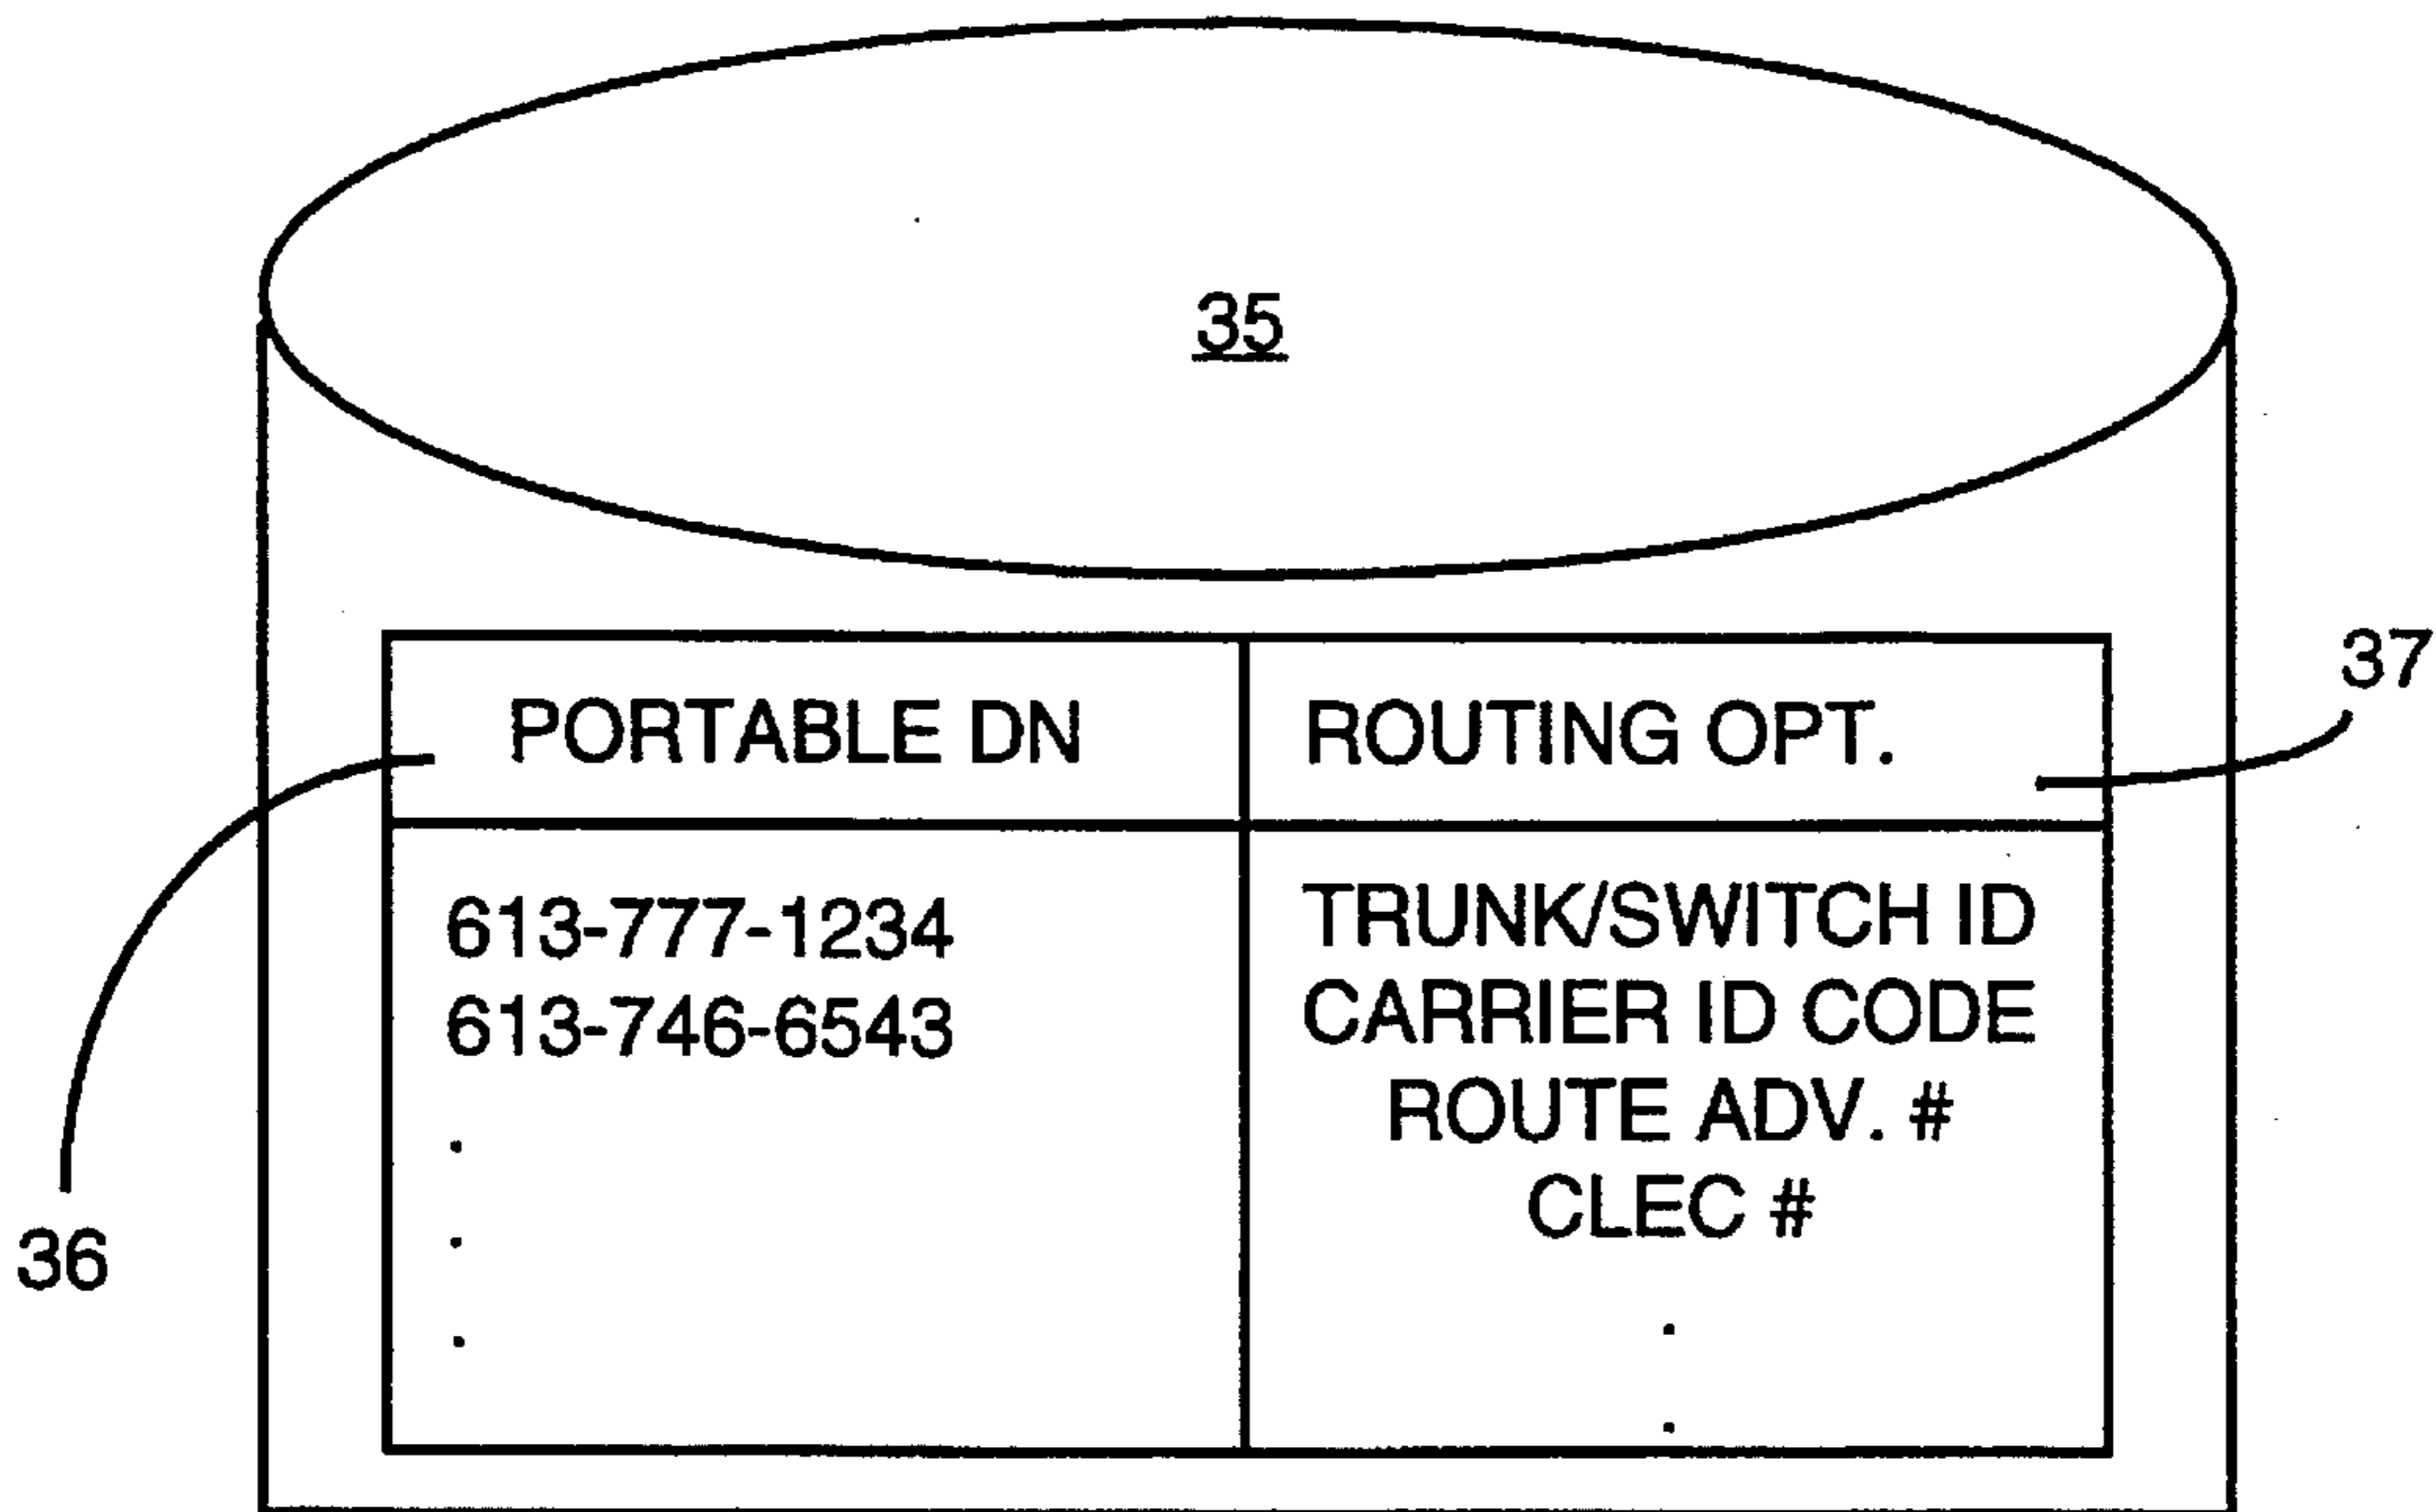 35
37
PORTABLE DN
ROUTING OPT.
613-777-1234
613-746-6543
.
.
.
TRUNK/SWITCH ID
CARRIER ID CODE
ROUTE ADV. #
CLEC #
.
.
36